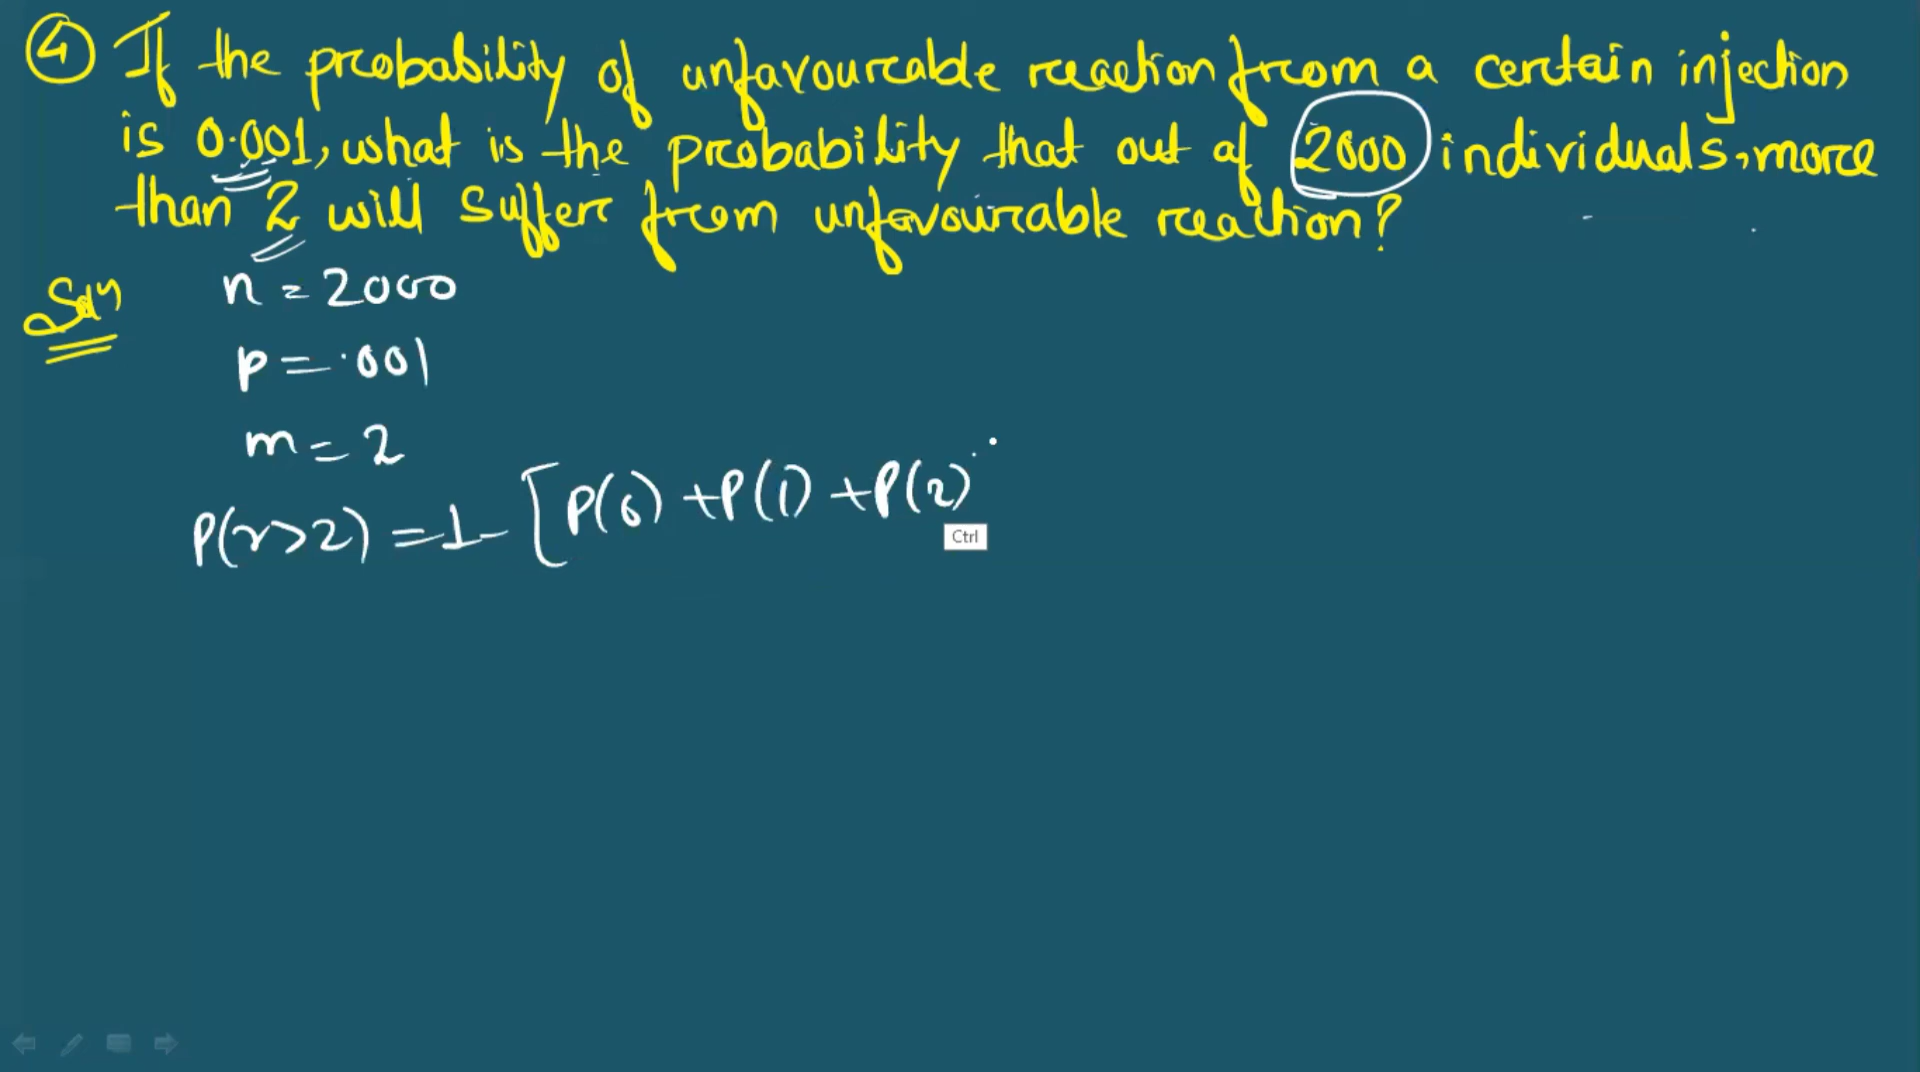 ④ If the probability of unfavourable reaction from a certain injection
is 0.001, what is the probability that out of 2000 individuals, more
than 2 will suffer from unfavourable reaction?
Soln
n = 2000
p = .001
m = 2
P(r>2) = 1 - [P(0) + P(1) + P(2)
Ctrl